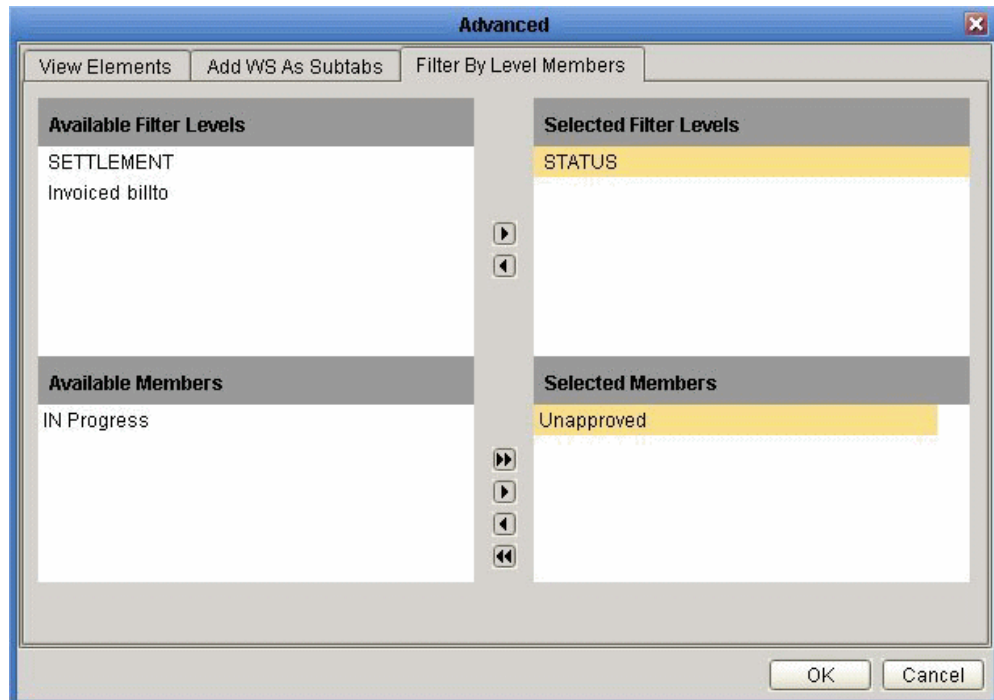 Advanced
View Elements
Add WS As Subtabs
Filter By Level Members
Available Filter Levels
SETTLEMENT
Invoiced billto
Selected Filter Levels
STATUS
Available Members
IN Progress
Selected Members
Unapproved
OK
Cancel